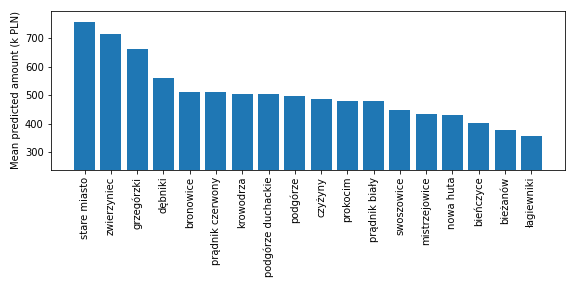 Mean predicted amount (k PLN)
700
600
500
400
300
stare miasto
zwierzyniec
grzegórzki
dębniki
bronowice
prądnik czerwony
krowodrza
podgórze duchackie
podgórze
czyżyny
prokocim
prądnik biały
swoszowice
mistrzejowice
nowa huta
bieńczyce
bieżanów
łagiewniki